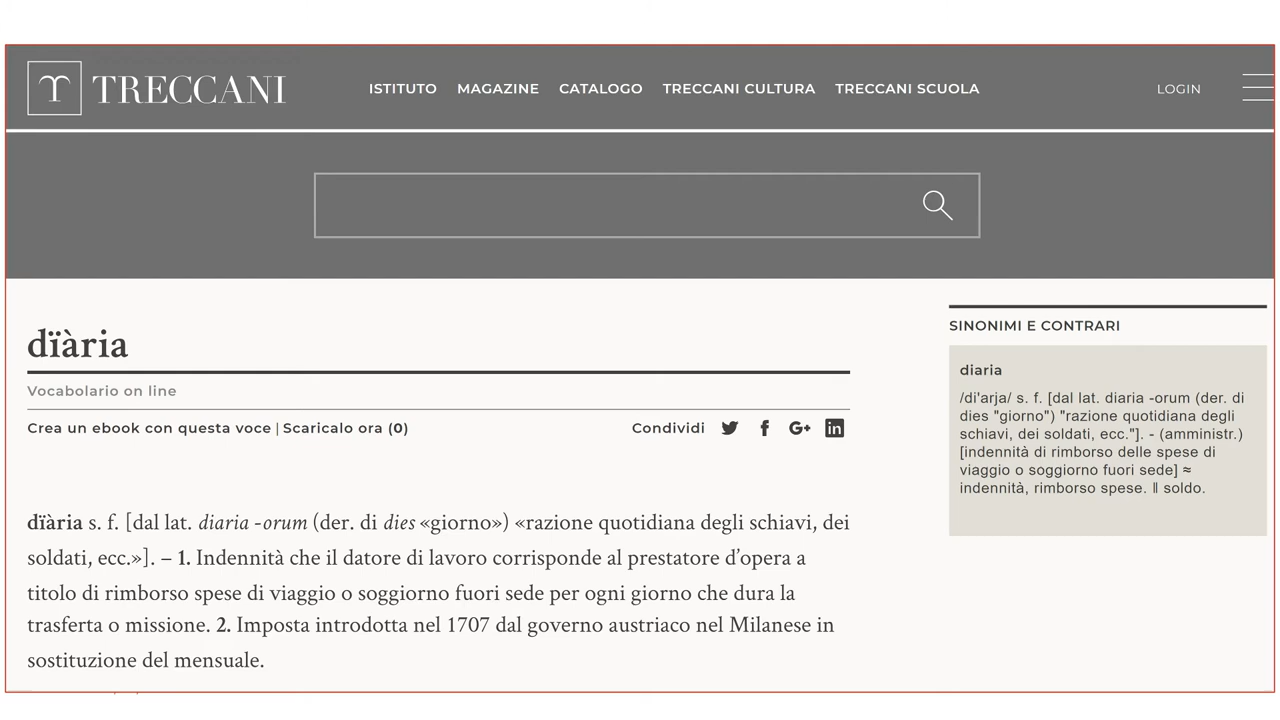 TRECCANI
ISTITUTO MAGAZINE CATALOGO TRECCANI CULTURA TRECCANI SCUOLA
LOGIN
dïària
Vocabolario on line
Crea un ebook con questa voce | Scaricalo ora (0)
Condividi
dïària s. f. [dal lat. diaria -orum (der. di dies «giorno») «razione quotidiana degli schiavi, dei
soldati, ecc.»]. – 1. Indennità che il datore di lavoro corrisponde al prestatore d’opera a
titolo di rimborso spese di viaggio o soggiorno fuori sede per ogni giorno che dura la
trasferta o missione. 2. Imposta introdotta nel 1707 dal governo austriaco nel Milanese in
sostituzione del mensuale.
SINONIMI E CONTRARI
diaria
/di'arja/ s. f. [dal lat. diaria -orum (der. di
dies "giorno") "razione quotidiana degli
schiavi, dei soldati, ecc."]. - (amministr.)
[indennità di rimborso delle spese di
viaggio o soggiorno fuori sede] ≈
indennità, rimborso spese. ‖ soldo.